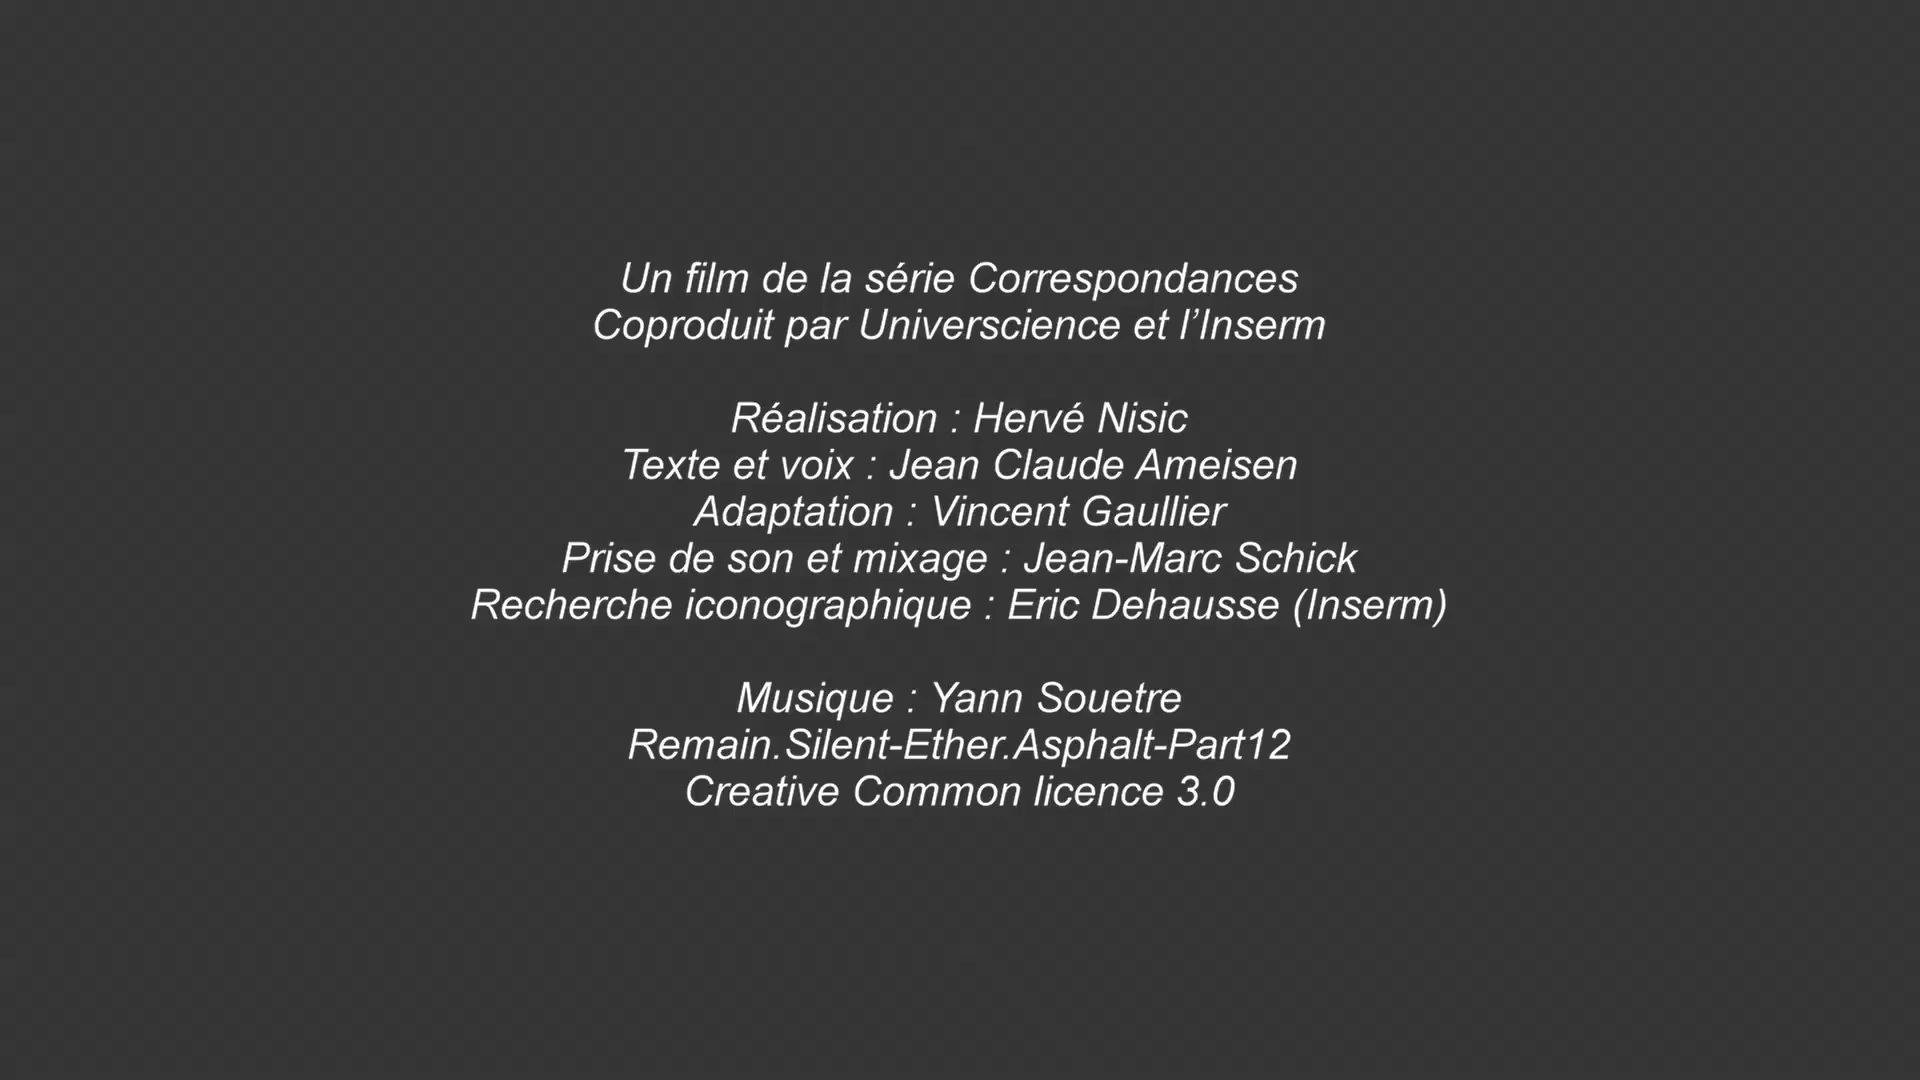 Un film de la série Correspondances
Coproduit par Universcience et l’Inserm
Réalisation : Hervé Nisic
Texte et voix : Jean Claude Ameisen
Adaptation : Vincent Gaullier
Prise de son et mixage : Jean-Marc Schick
Recherche iconographique : Eric Dehausse (Inserm)
Musique : Yann Souetre
Remain.Silent-Ether.Asphalt-Part12
Creative Common licence 3.0